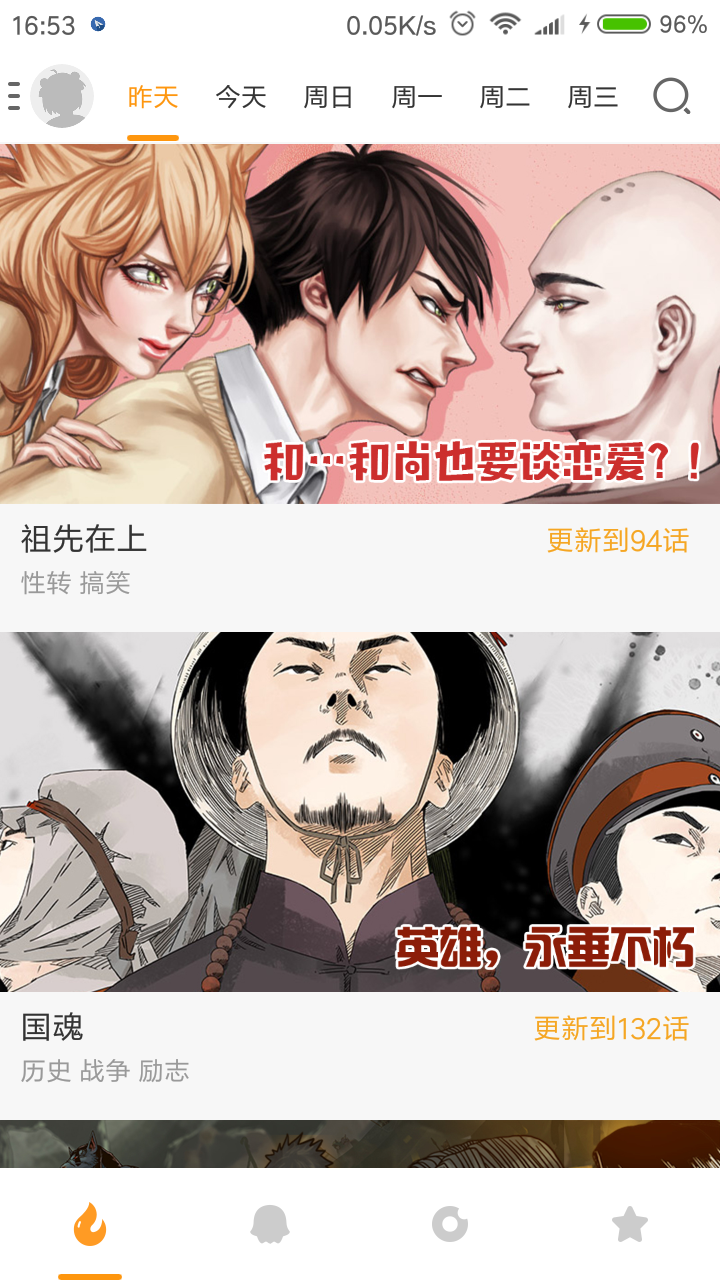 16:53 0.05K/s 96%
昨天 今天 周日 周一 周二 周三
和…和尚也要谈恋爱？！
祖先在上 更新到94话
性转 搞笑
英雄，永垂不朽
国魂 更新到132话
历史 战争 励志